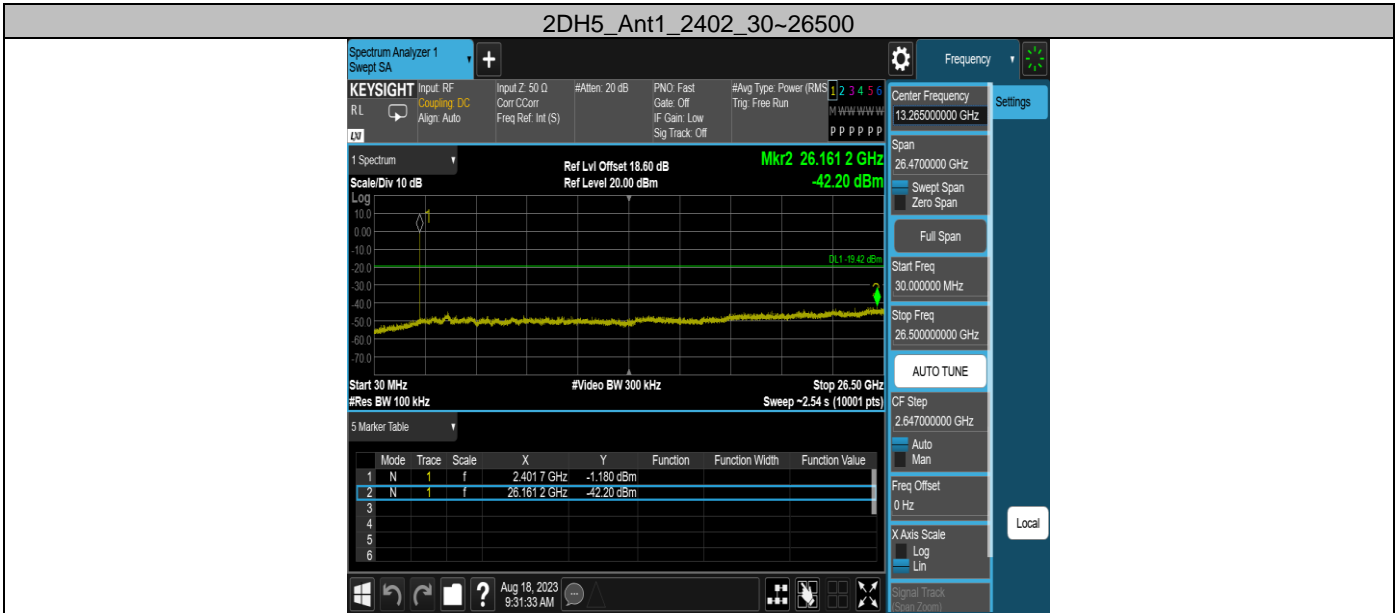 2DH5_Ant1_2402_30~26500
Spectrum Analyzer 1
Swept SA
Frequency
Settings
KEYSIGHT
RL
LXI
Input: RF
Coupling: DC
Align: Auto
Input Z: 50 Ω
Corr CCorr
Freq Ref: Int (S)
#Atten: 20 dB
PNO: Fast
Gate: Off
IF Gain: Low
Sig Track: Off
#Avg Type: Power (RMS
Trig: Free Run
1 2 3 4 5 6
M W W W W W
P P P P P P
1 Spectrum
Scale/Div 10 dB
Log
Ref Lvl Offset 18.60 dB
Ref Level 20.00 dBm
Mkr2 26.161 2 GHz
-42.20 dBm
10.0
0.00
-10.0
-20.0
-30.0
-40.0
-50.0
-60.0
-70.0
1
DL1 -19.42 dBm
2
Start 30 MHz
#Res BW 100 kHz
#Video BW 300 kHz
Stop 26.50 GHz
Sweep ~2.54 s (10001 pts)
5 Marker Table
Mode Trace Scale X Y Function Function Width Function Value
1 N 1 f 2.401 7 GHz -1.180 dBm
2 N 1 f 26.161 2 GHz -42.20 dBm
3
4
5
6
Center Frequency
13.265000000 GHz
Span
26.4700000 GHz
Swept Span
Zero Span
Full Span
Start Freq
30.000000 MHz
Stop Freq
26.500000000 GHz
AUTO TUNE
CF Step
2.647000000 GHz
Auto
Man
Freq Offset
0 Hz
X Axis Scale
Log
Lin
Signal Track
(Span Zoom)
Local
?
Aug 18, 2023
9:31:33 AM